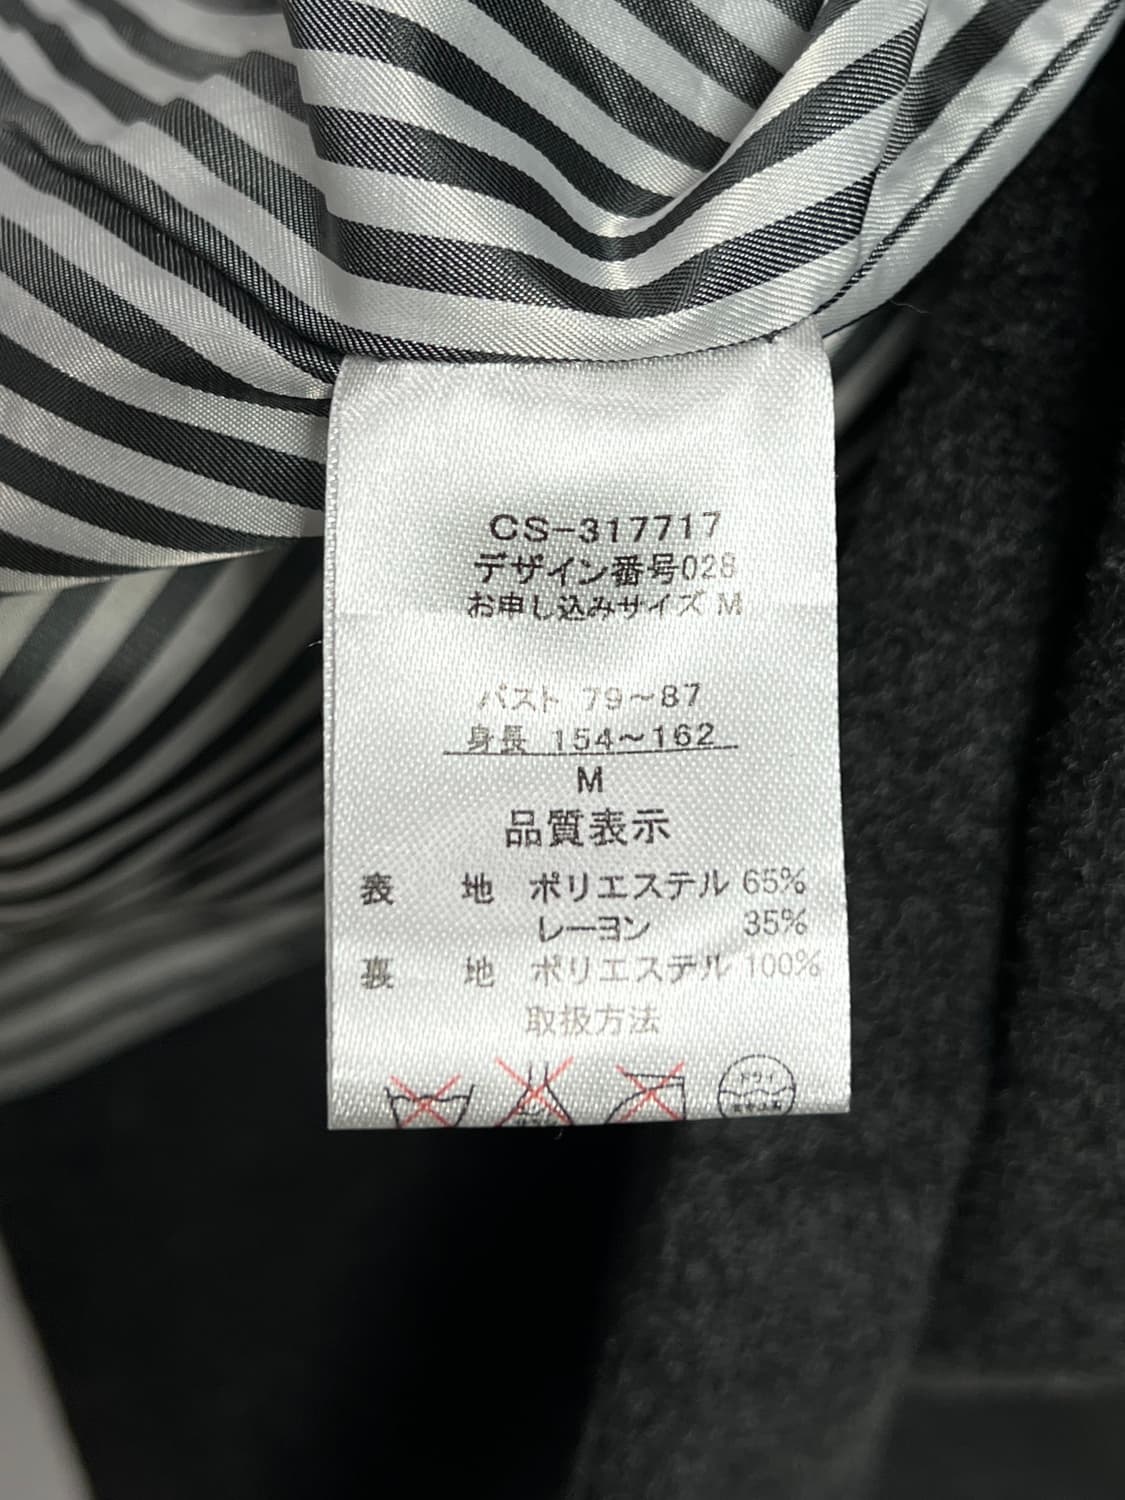 CS-317717
デザイン番号028
お申し込みサイズ M
バスト 79～87
身長 154～162
M
品質表示
表 地 ポリエステル 65%
レーヨン 35%
裏 地 ポリエステル 100%
取扱方法
ドライ